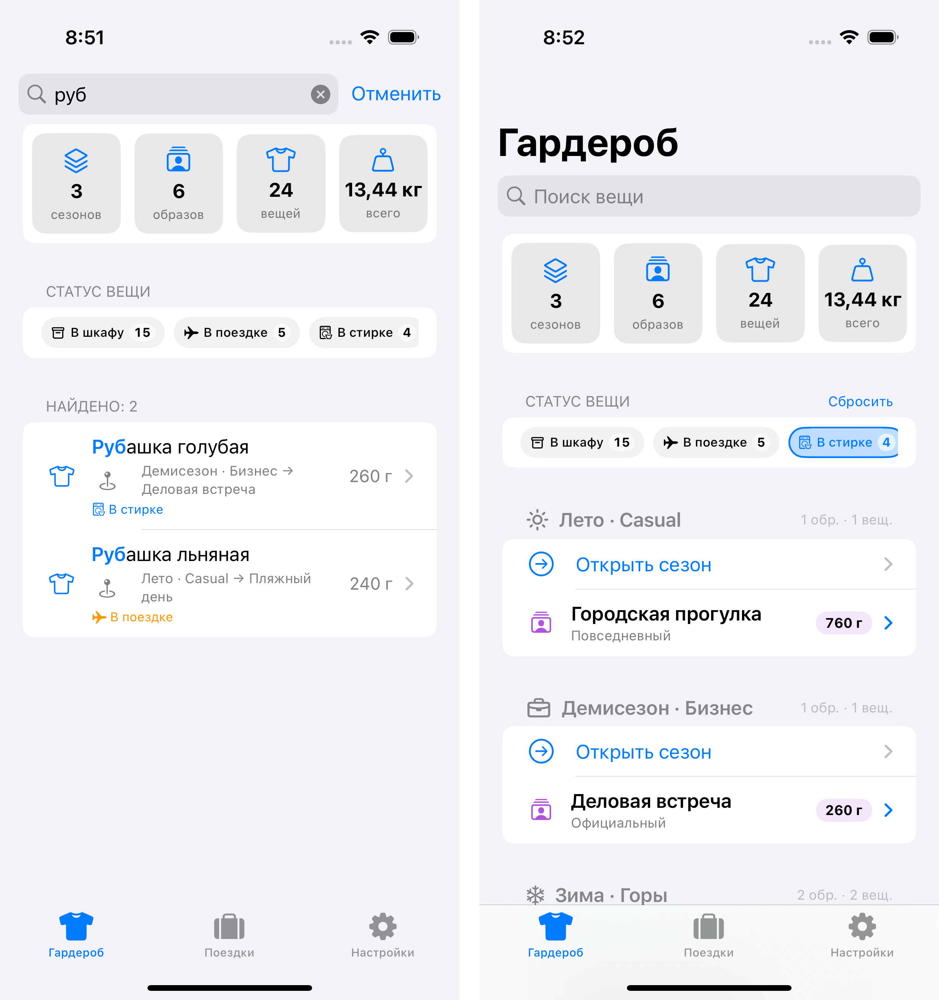 8:51
руб
Отменить
3
сезонов
6
образов
24
вещей
13,44 кг
всего
СТАТУС ВЕЩИ
В шкафу 15
В поездке 5
В стирке 4
НАЙДЕНО: 2
Рубашка голубая
Демисезон · Бизнес →
Деловая встреча
260 г
В стирке
Рубашка льняная
Лето · Casual → Пляжный
день
240 г
В поездке
Гардероб
Поездки
Настройки
8:52
Гардероб
Поиск вещи
3
сезонов
6
образов
24
вещей
13,44 кг
всего
СТАТУС ВЕЩИ
Сбросить
В шкафу 15
В поездке 5
В стирке 4
Лето · Casual
1 обр. · 1 вещ.
Открыть сезон
Городская прогулка
Повседневный
760 г
Демисезон · Бизнес
1 обр. · 1 вещ.
Открыть сезон
Деловая встреча
Официальный
260 г
Зима · Горы
2 обр. · 2 вещ.
Гардероб
Поездки
Настройки